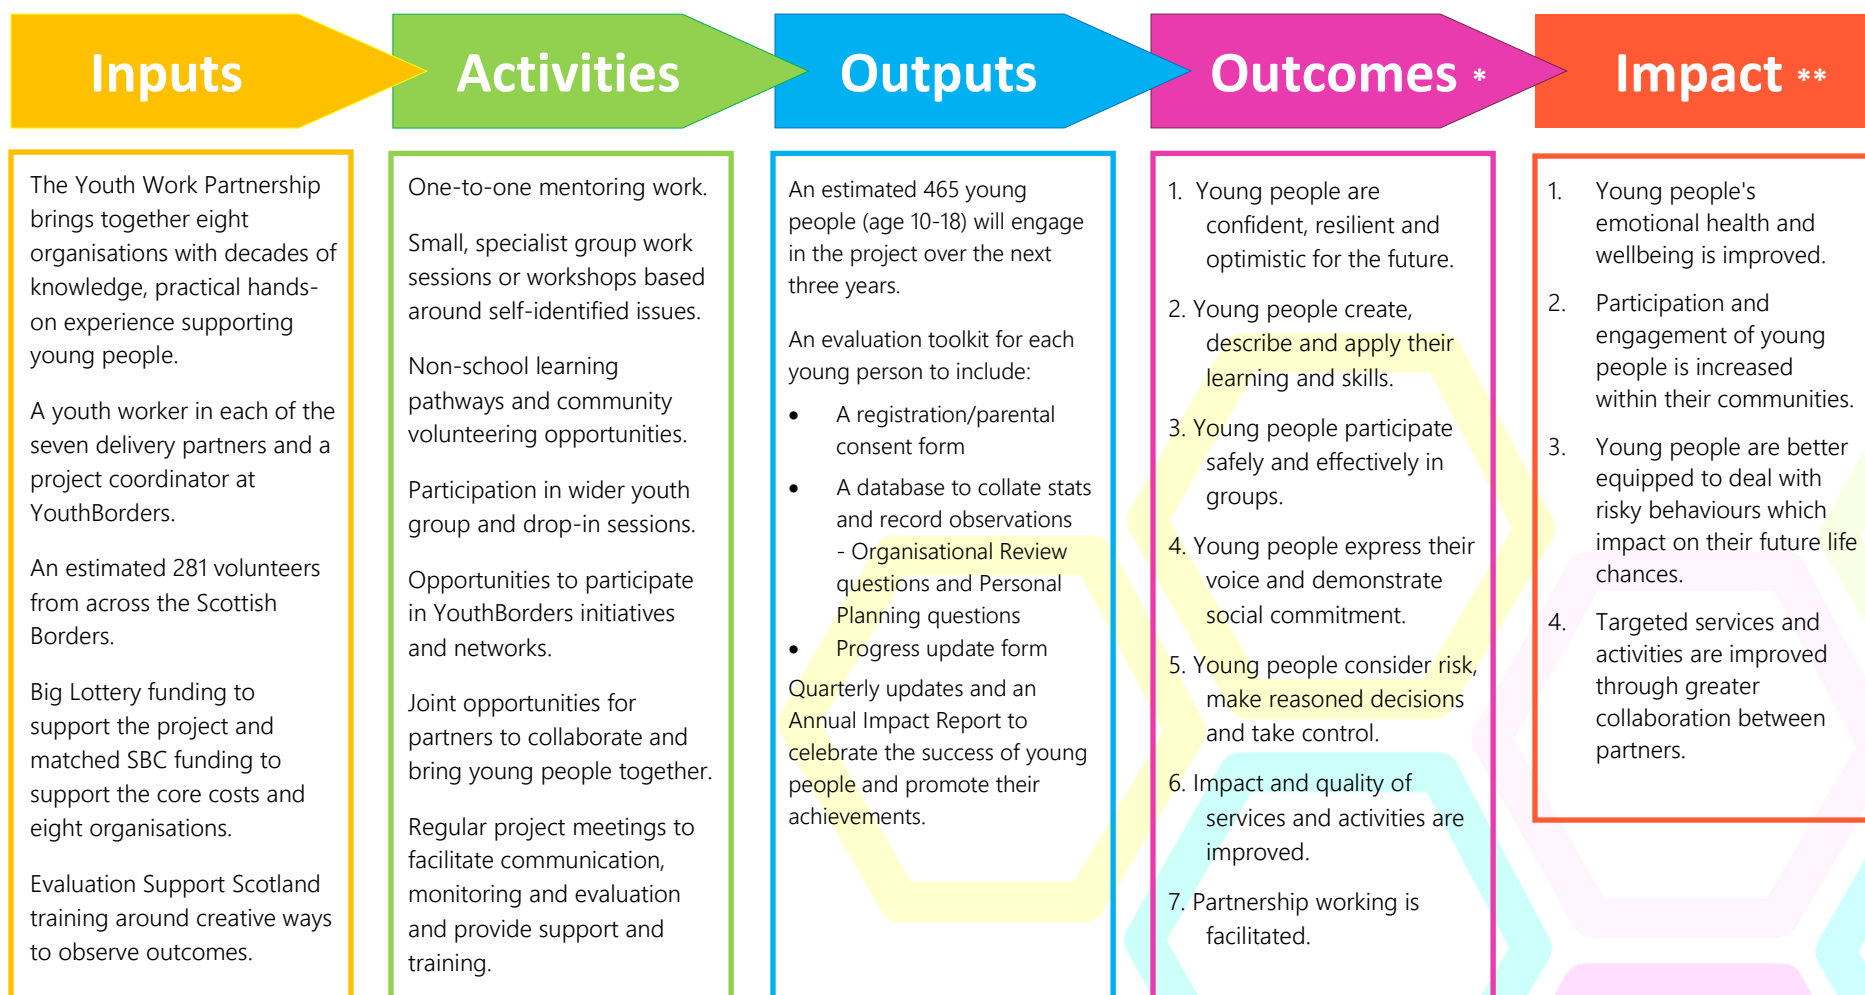 Inputs
Activities
Outputs
Outcomes *
Impact **
The Youth Work Partnership
brings together eight
organisations with decades of
knowledge, practical hands-
on experience supporting
young people.
A youth worker in each of the
seven delivery partners and a
project coordinator at
YouthBorders.
An estimated 281 volunteers
from across the Scottish
Borders.
Big Lottery funding to
support the project and
matched SBC funding to
support the core costs and
eight organisations.
Evaluation Support Scotland
training around creative ways
to observe outcomes.
One-to-one mentoring work.
Small, specialist group work
sessions or workshops based
around self-identified issues.
Non-school learning
pathways and community
volunteering opportunities.
Participation in wider youth
group and drop-in sessions.
Opportunities to participate
in YouthBorders initiatives
and networks.
Joint opportunities for
partners to collaborate and
bring young people together.
Regular project meetings to
facilitate communication,
monitoring and evaluation
and provide support and
training.
An estimated 465 young
people (age 10-18) will engage
in the project over the next
three years.
An evaluation toolkit for each
young person to include:
• A registration/parental
consent form
• A database to collate stats
and record observations
- Organisational Review
questions and Personal
Planning questions
• Progress update form
Quarterly updates and an
Annual Impact Report to
celebrate the success of young
people and promote their
achievements.
1. Young people are
confident, resilient and
optimistic for the future.
2. Young people create,
describe and apply their
learning and skills.
3. Young people participate
safely and effectively in
groups.
4. Young people express their
voice and demonstrate
social commitment.
5. Young people consider risk,
make reasoned decisions
and take control.
6. Impact and quality of
services and activities are
improved.
7. Partnership working is
facilitated.
1. Young people's
emotional health and
wellbeing is improved.
2. Participation and
engagement of young
people is increased
within their communities.
3. Young people are better
equipped to deal with
risky behaviours which
impact on their future life
chances.
4. Targeted services and
activities are improved
through greater
collaboration between
partners.